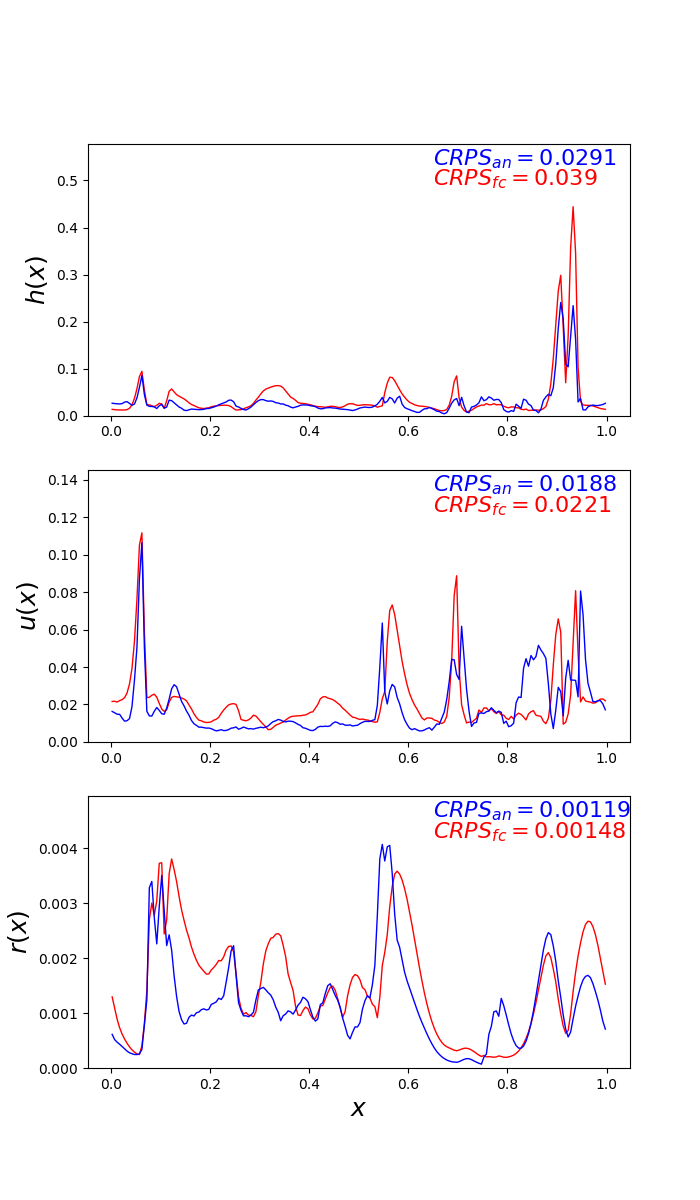 CRPS_an = 0.0291
CRPS_fc = 0.039
0.5
0.4
0.3
0.2
0.1
0.0
h(x)
0.0 0.2 0.4 0.6 0.8 1.0
CRPS_an = 0.0188
CRPS_fc = 0.0221
0.14
0.12
0.10
0.08
0.06
0.04
0.02
0.00
u(x)
0.0 0.2 0.4 0.6 0.8 1.0
CRPS_an = 0.00119
CRPS_fc = 0.00148
0.004
0.003
0.002
0.001
0.000
r(x)
0.0 0.2 0.4 0.6 0.8 1.0
x